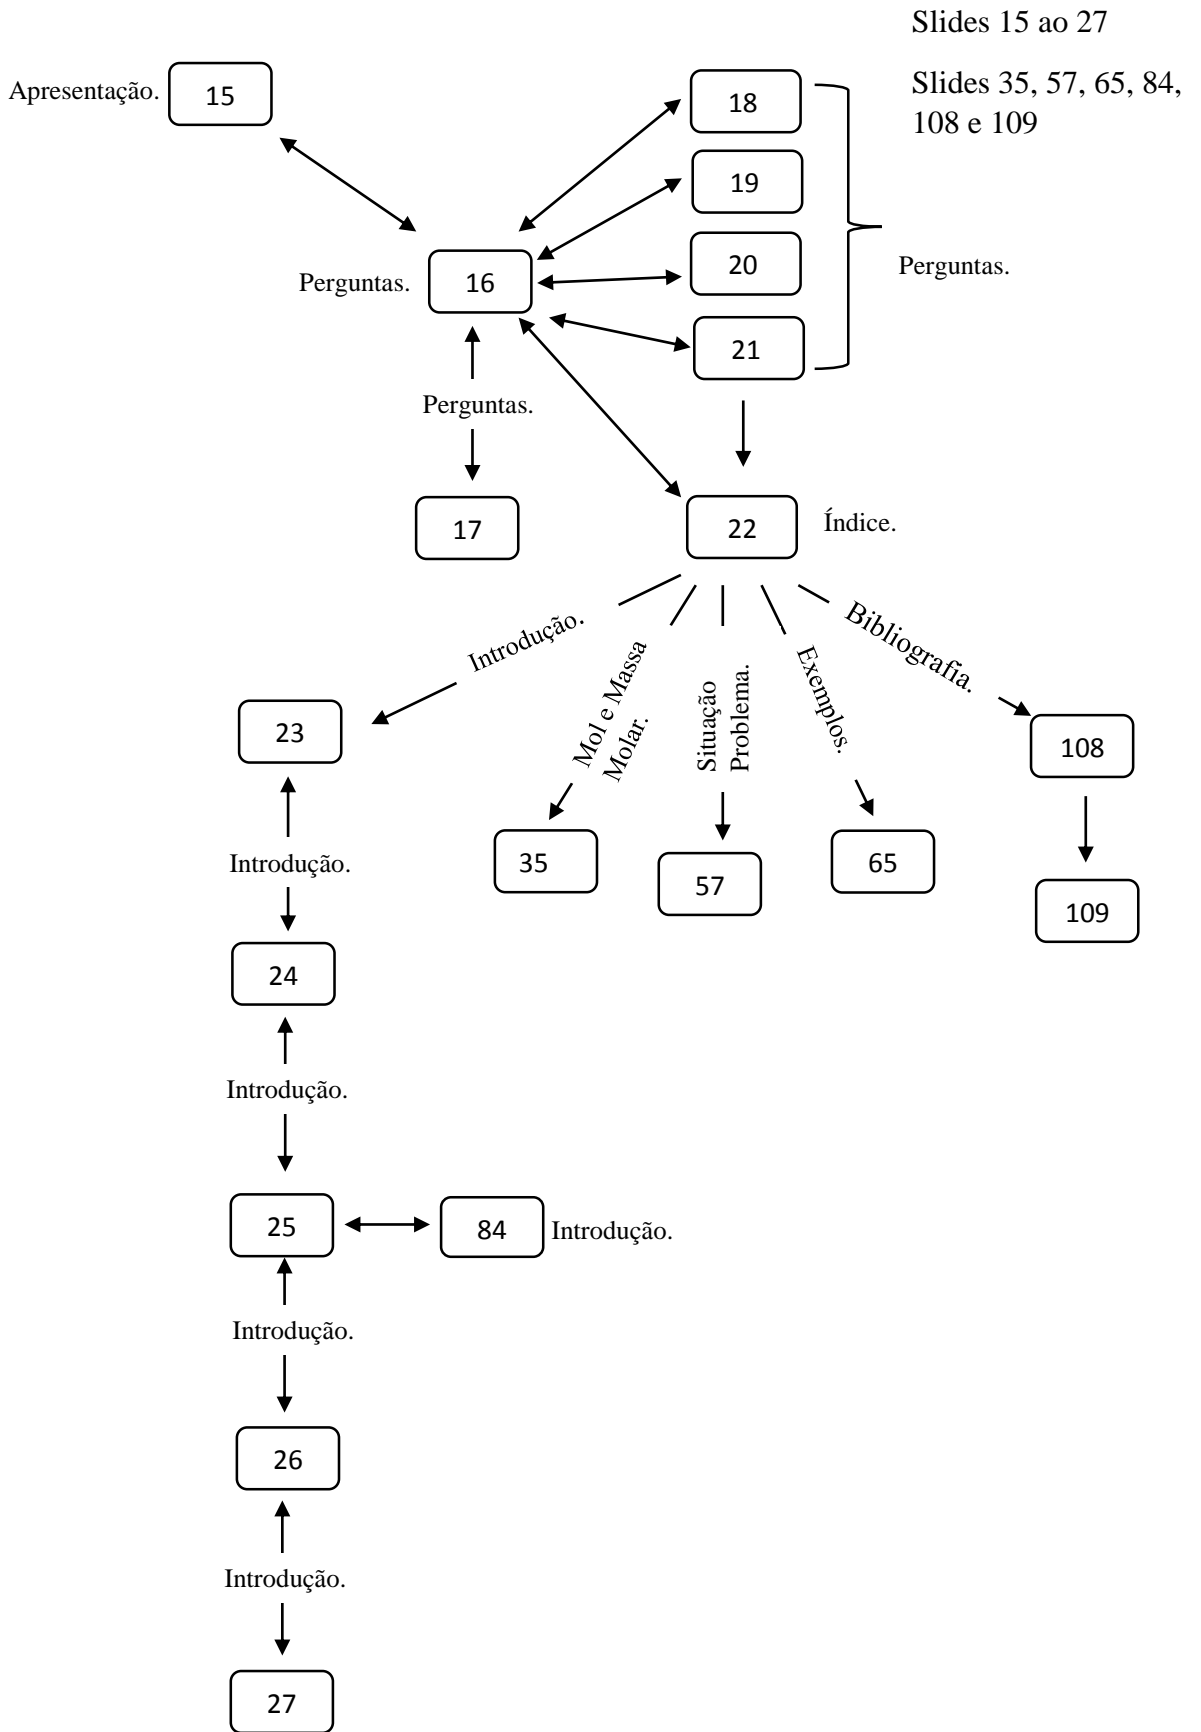 Slides 15 ao 27
Slides 35, 57, 65, 84,
108 e 109
Apresentação.
15
18
19
20
21
Perguntas.
Perguntas.
16
Perguntas.
17
22
Índice.
Introdução.
Mol e Massa
Molar.
Situação
Problema.
Exemplos.
Bibliografia.
23
35
57
65
108
109
Introdução.
24
Introdução.
25
84
Introdução.
Introdução.
26
Introdução.
27